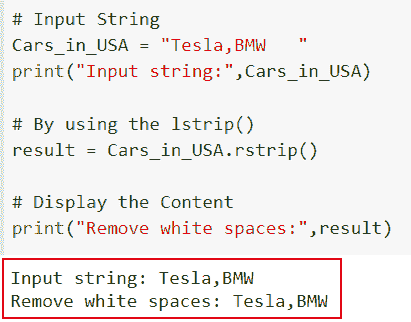 # Input String
Cars_in_USA = "Tesla,BMW   "
print("Input string:",Cars_in_USA)
# By using the lstrip()
result = Cars_in_USA.rstrip()
# Display the Content
print("Remove white spaces:",result)
Input string: Tesla,BMW
Remove white spaces: Tesla,BMW